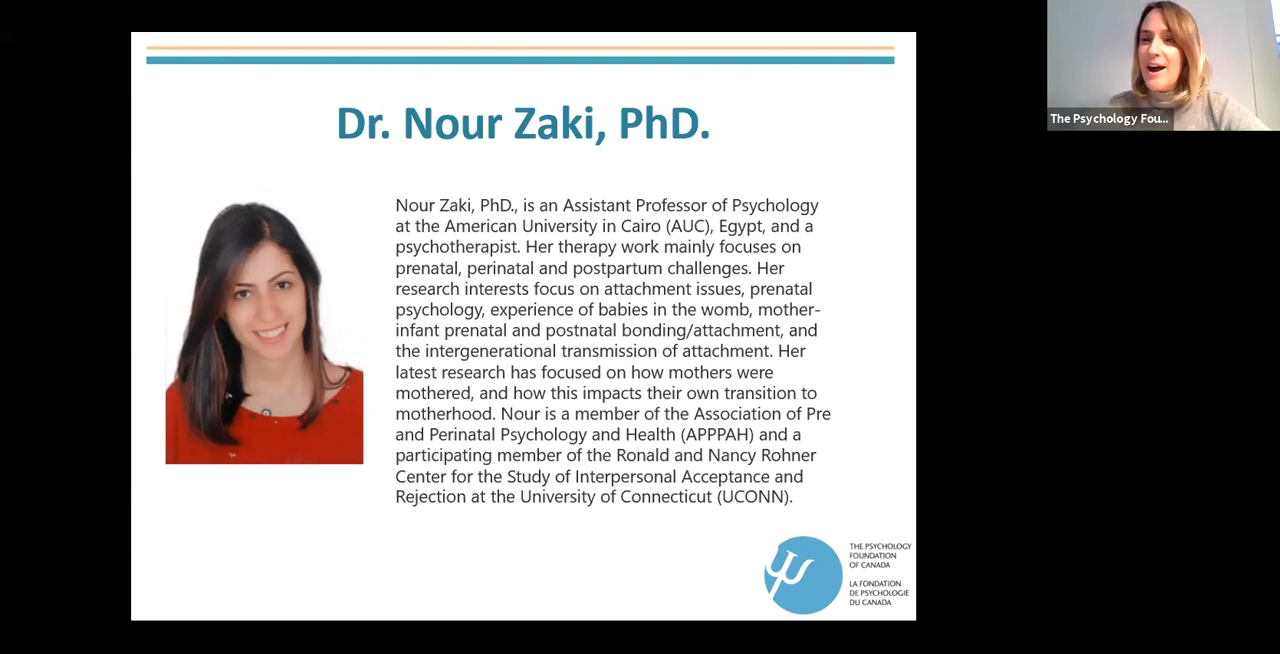 Dr. Nour Zaki, PhD.
Nour Zaki, PhD., is an Assistant Professor of Psychology
at the American University in Cairo (AUC), Egypt, and a
psychotherapist. Her therapy work mainly focuses on
prenatal, perinatal and postpartum challenges. Her
research interests focus on attachment issues, prenatal
psychology, experience of babies in the womb, mother-
infant prenatal and postnatal bonding/attachment, and
the intergenerational transmission of attachment. Her
latest research has focused on how mothers were
mothered, and how this impacts their own transition to
motherhood. Nour is a member of the Association of Pre
and Perinatal Psychology and Health (APPPAH) and a
participating member of the Ronald and Nancy Rohner
Center for the Study of Interpersonal Acceptance and
Rejection at the University of Connecticut (UCONN).
THE PSYCHOLOGY
FOUNDATION
OF CANADA
LA FONDATION
DE PSYCHOLOGIE
DU CANADA
The Psychology Fou...